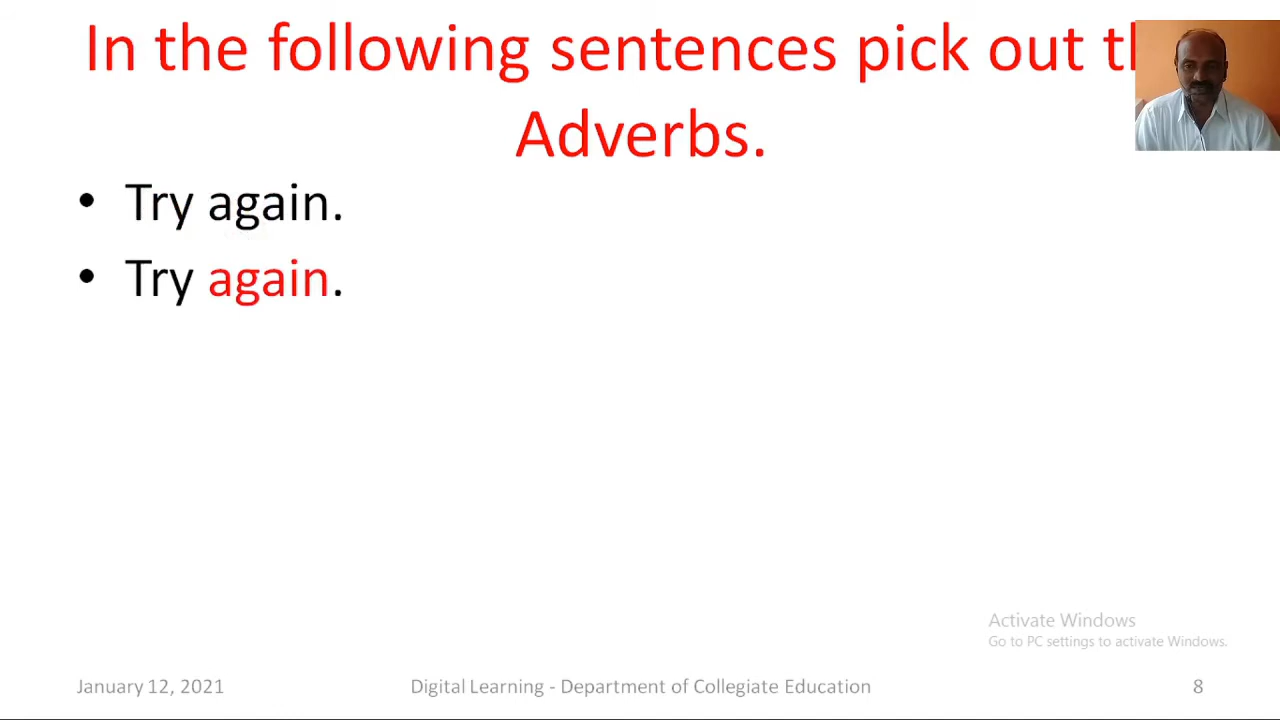 In the following sentences pick out
Adverbs.
• Try again.
• Try again.
Activate Windows
Go to PC settings to activate Windows.
January 12, 2021
Digital Learning - Department of Collegiate Education
8